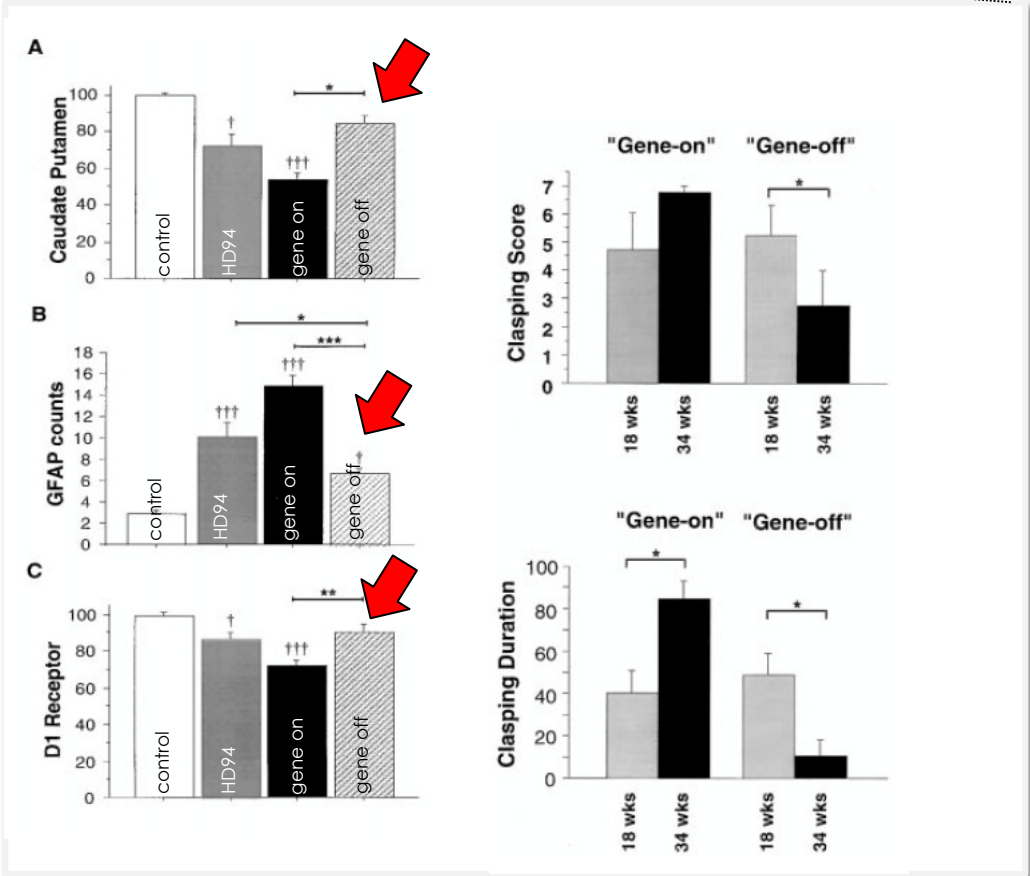 A
Caudate Putamen
100
80
60
40
20
0
*
†
†††
control
HD94
gene on
gene off
B
GFAP counts
18
16
14
12
10
8
6
4
2
0
*
***
†††
†††
†
control
HD94
gene on
gene off
C
D1 Receptor
100
80
60
40
20
0
**
†
†††
control
HD94
gene on
gene off
"Gene-on" "Gene-off"
Clasping Score
7
6
5
4
3
2
1
0
*
18 wks
34 wks
18 wks
34 wks
"Gene-on" "Gene-off"
Clasping Duration
100
80
60
40
20
0
*
*
18 wks
34 wks
18 wks
34 wks